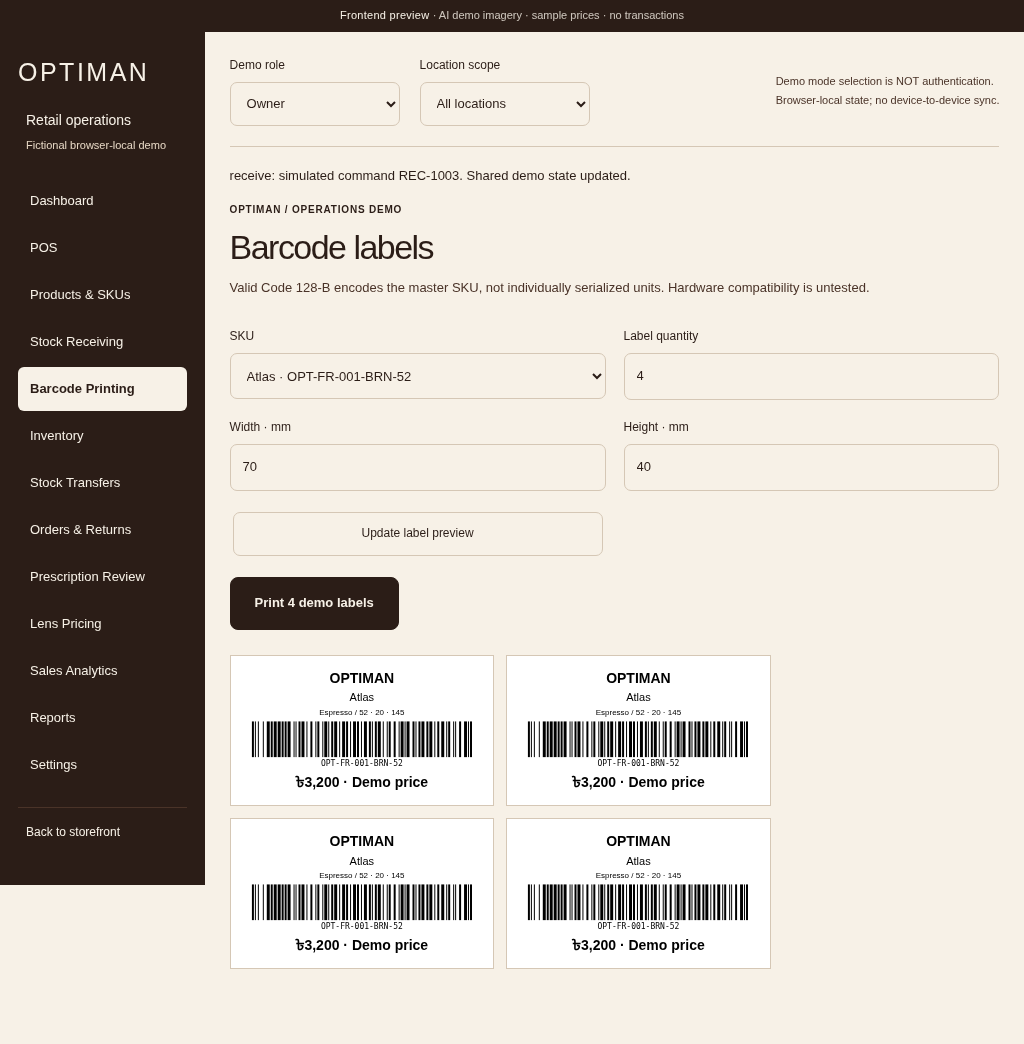 Frontend preview · AI demo imagery · sample prices · no transactions
OPTIMAN
Retail operations
Fictional browser-local demo
Dashboard
POS
Products & SKUs
Stock Receiving
Barcode Printing
Inventory
Stock Transfers
Orders & Returns
Prescription Review
Lens Pricing
Sales Analytics
Reports
Settings
Back to storefront
Demo role
Location scope
Owner
All locations
Demo mode selection is NOT authentication.
Browser-local state; no device-to-device sync.
receive: simulated command REC-1003. Shared demo state updated.
OPTIMAN / OPERATIONS DEMO
Barcode labels
Valid Code 128-B encodes the master SKU, not individually serialized units. Hardware compatibility is untested.
SKU
Label quantity
Atlas · OPT-FR-001-BRN-52
4
Width · mm
Height · mm
70
40
Update label preview
Print 4 demo labels
OPTIMAN
Atlas
Espresso / 52 · 20 · 145
OPT-FR-001-BRN-52
৳3,200 · Demo price
OPTIMAN
Atlas
Espresso / 52 · 20 · 145
OPT-FR-001-BRN-52
৳3,200 · Demo price
OPTIMAN
Atlas
Espresso / 52 · 20 · 145
OPT-FR-001-BRN-52
৳3,200 · Demo price
OPTIMAN
Atlas
Espresso / 52 · 20 · 145
OPT-FR-001-BRN-52
৳3,200 · Demo price